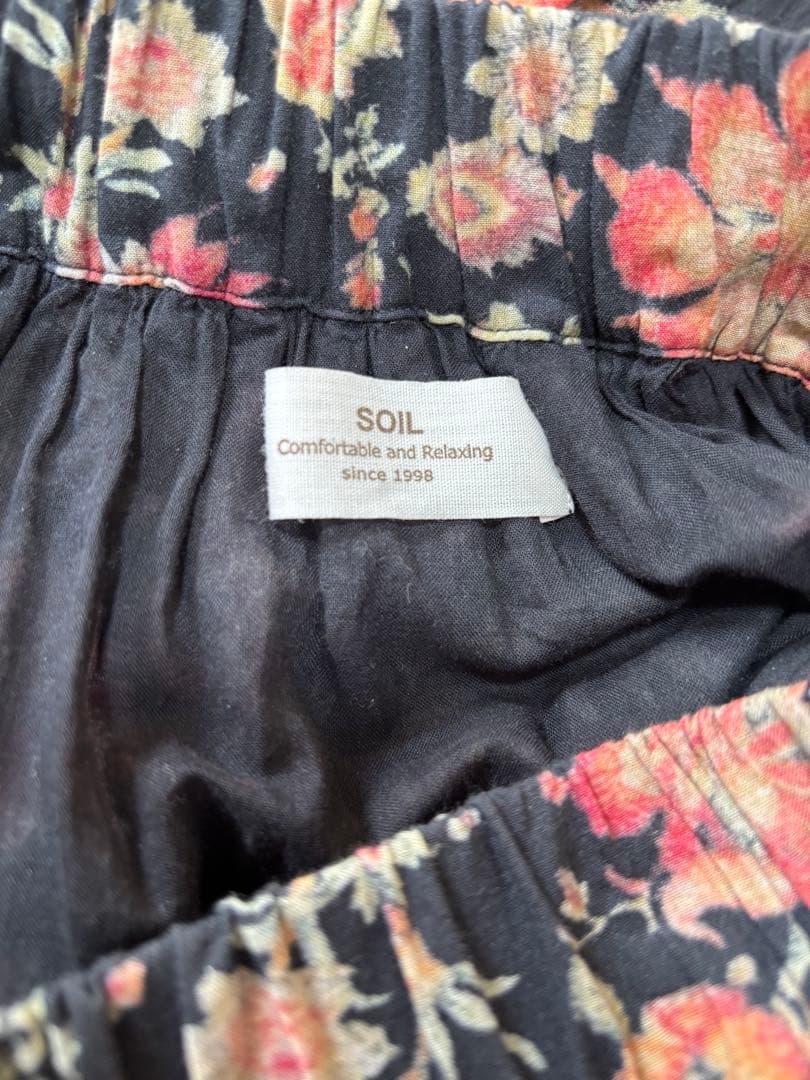 SOIL
Comfortable and Relaxing
since 1998